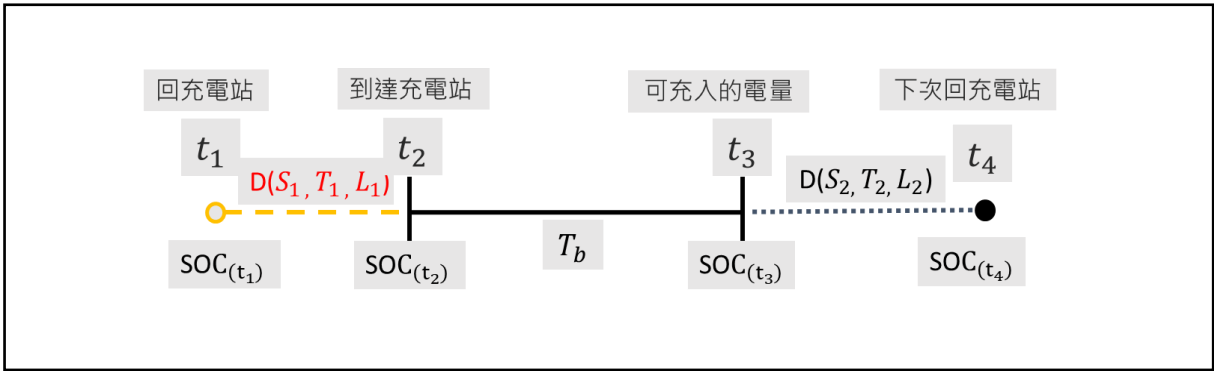 回充電站
到達充電站
可充入的電量
下次回充電站
t₁
t₂
t₃
t₄
D(S₁, T₁, L₁)
D(S₂, T₂, L₂)
T_b
SOC₍ₜ₁₎
SOC₍ₜ₂₎
SOC₍ₜ₃₎
SOC₍ₜ₄₎